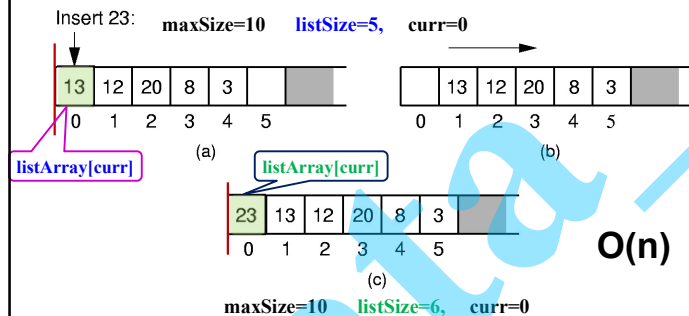 Insert 23:
maxSize=10 listSize=5, curr=0
13 12 20 8 3
0 1 2 3 4 5
(a)
listArray[curr]
13 12 20 8 3
0 1 2 3 4 5
(b)
listArray[curr]
23 13 12 20 8 3
0 1 2 3 4 5
(c)
O(n)
maxSize=10 listSize=6, curr=0